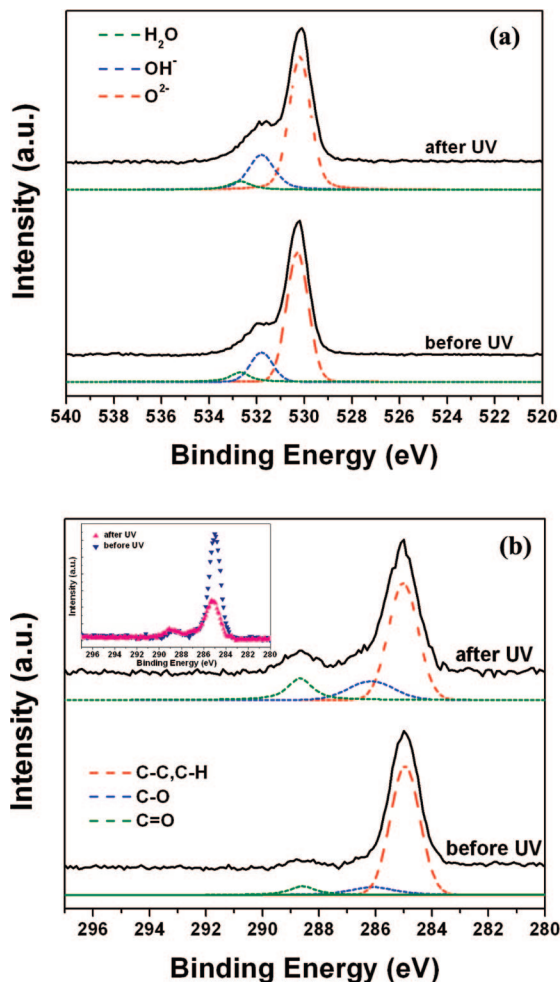 (a)
H2O
OH-
O2-
after UV
before UV
Intensity (a.u.)
540 538 536 534 532 530 528 526 524 522 520
Binding Energy (eV)
(b)
after UV
before UV
Intensity (a.u.)
296 294 292 290 288 286 284 282 280
Binding Energy (eV)
after UV
C-C,C-H
C-O
C=O
before UV
Intensity (a.u.)
296 294 292 290 288 286 284 282 280
Binding Energy (eV)